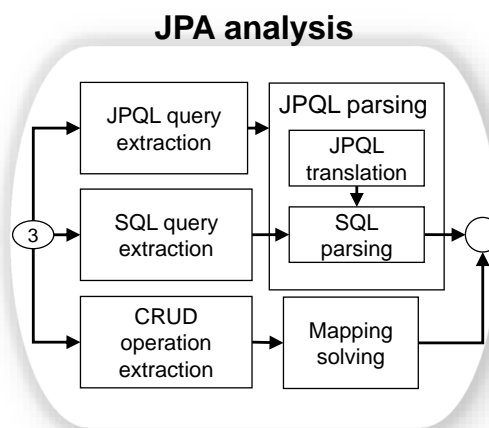 JPA analysis
JPQL query
extraction
JPQL parsing
JPQL
translation
3
SQL query
extraction
SQL
parsing
CRUD
operation
extraction
Mapping
solving